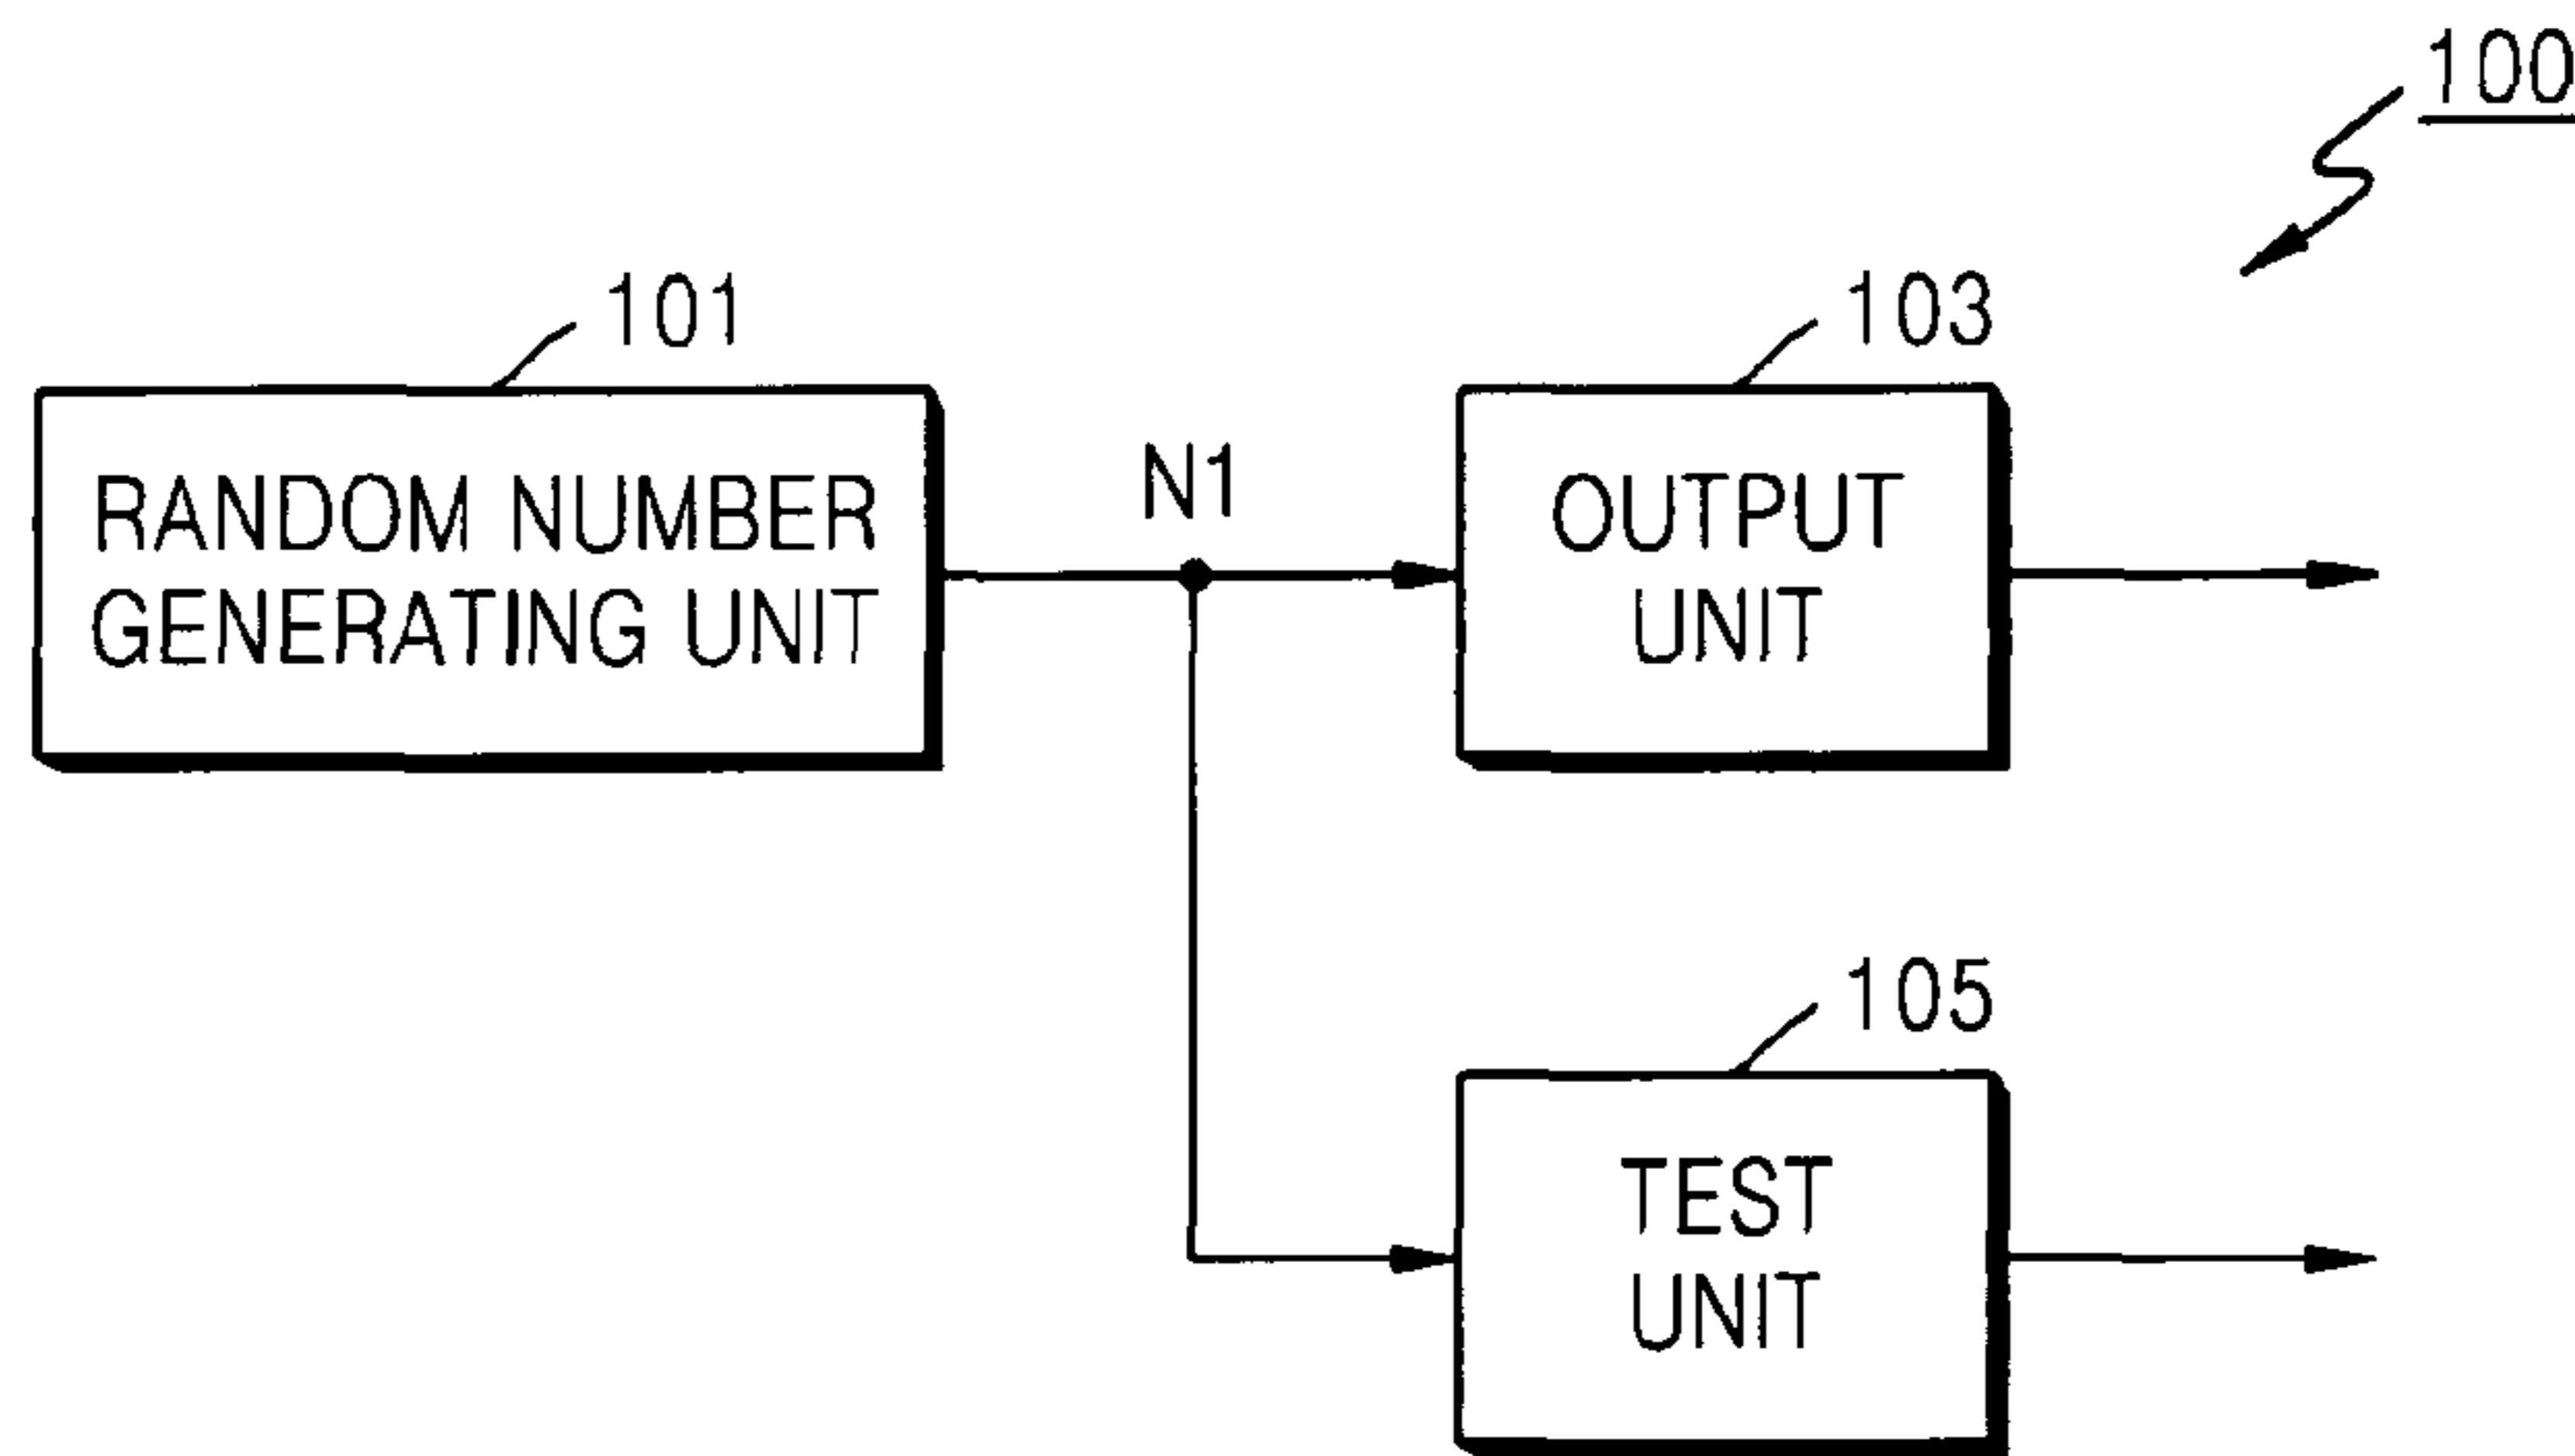 100
101
103
RANDOM NUMBER
GENERATING UNIT
N1
OUTPUT
UNIT
105
TEST
UNIT